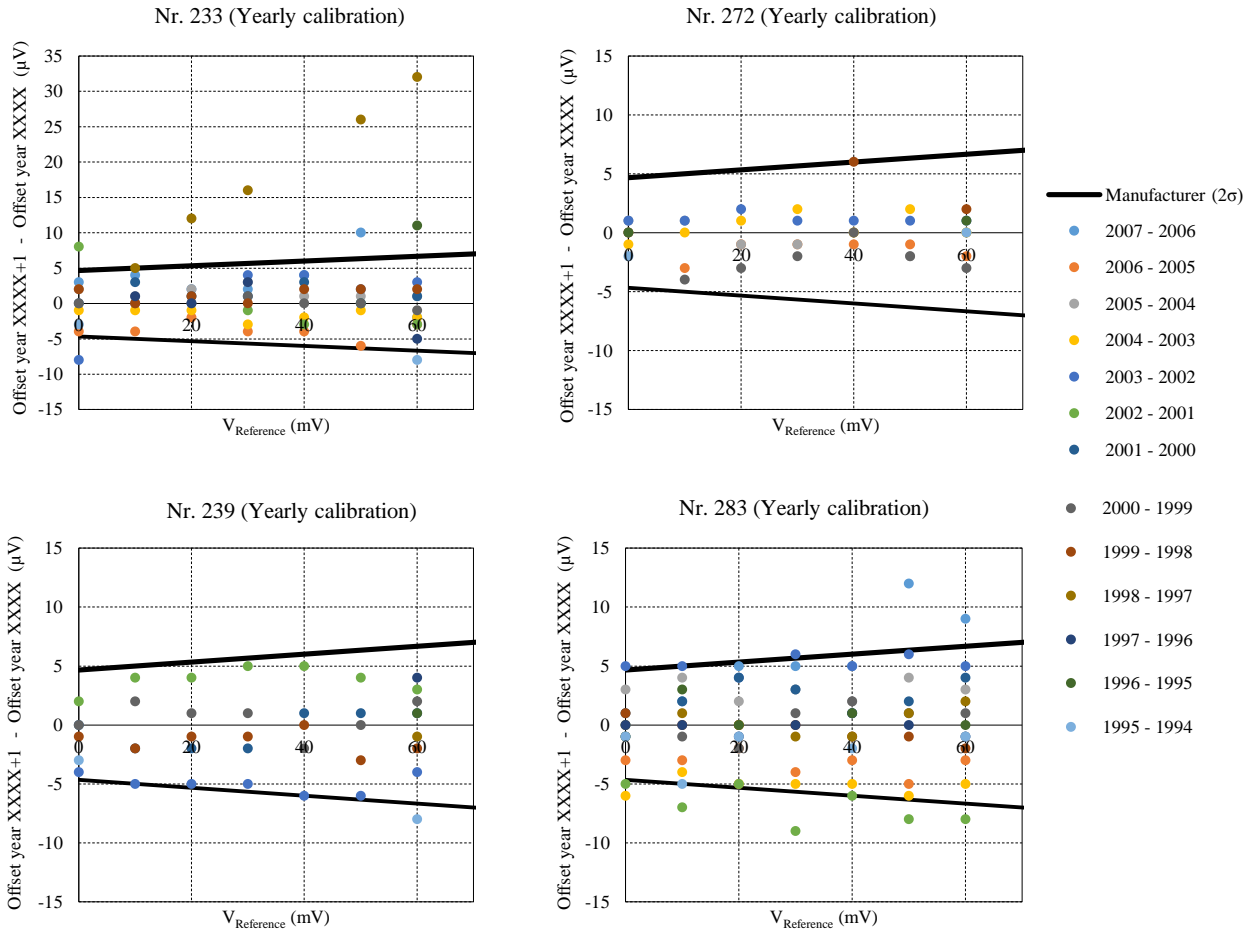 Nr. 233 (Yearly calibration)
Offset year XXXX+1 - Offset year XXXX (µV)
35
30
25
20
15
10
5
0
-5
-10
-15
0
20
40
60
V_Reference (mV)
Nr. 272 (Yearly calibration)
Offset year XXXX+1 - Offset year XXXX (µV)
15
10
5
0
-5
-10
-15
0
20
40
60
V_Reference (mV)
Manufacturer (2σ)
2007 - 2006
2006 - 2005
2005 - 2004
2004 - 2003
2003 - 2002
2002 - 2001
2001 - 2000
2000 - 1999
1999 - 1998
1998 - 1997
1997 - 1996
1996 - 1995
1995 - 1994
Nr. 239 (Yearly calibration)
Offset year XXXX+1 - Offset year XXXX (µV)
15
10
5
0
-5
-10
-15
0
20
40
60
V_Reference (mV)
Nr. 283 (Yearly calibration)
Offset year XXXX+1 - Offset year XXXX (µV)
15
10
5
0
-5
-10
-15
0
20
40
60
V_Reference (mV)